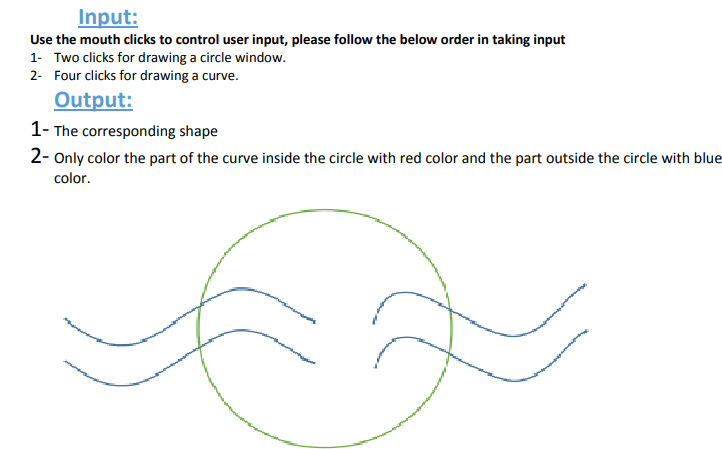 Input:
Use the mouth clicks to control user input, please follow the below order in taking input
1- Two clicks for drawing a circle window.
2- Four clicks for drawing a curve.
Output:
1- The corresponding shape
2- Only color the part of the curve inside the circle with red color and the part outside the circle with blue
color.